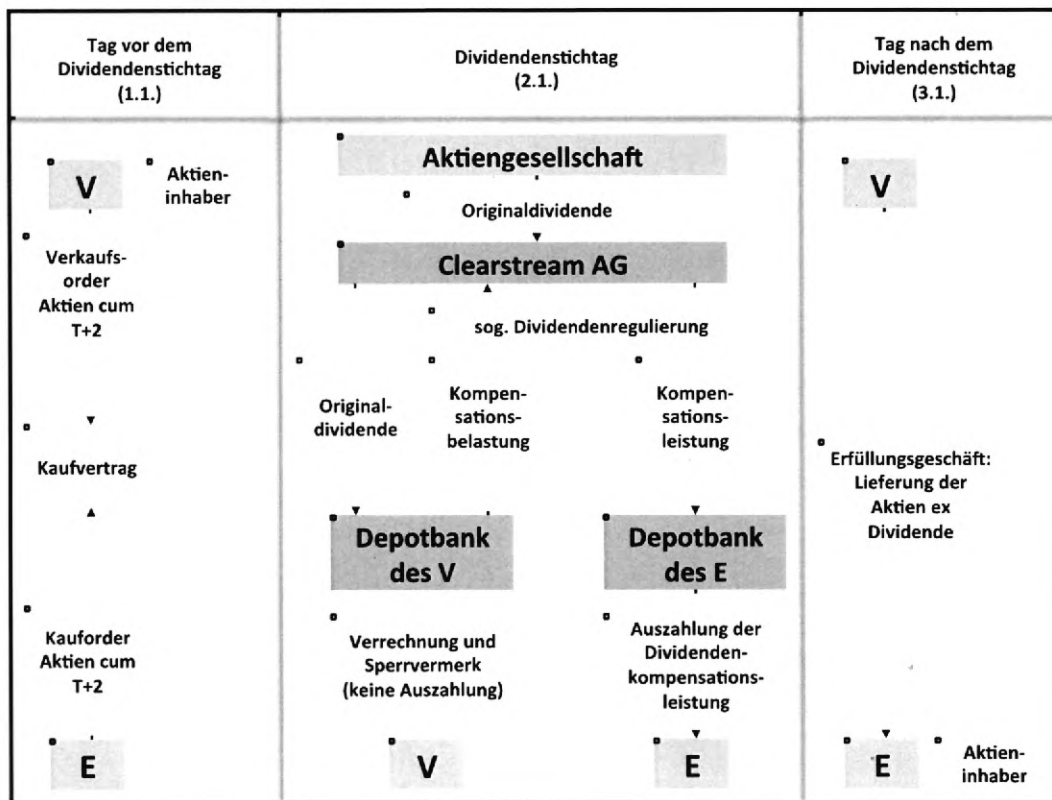 Tag vor dem
Dividendenstichtag
(1.1.)
Dividendenstichtag
(2.1.)
Tag nach dem
Dividendenstichtag
(3.1.)
V
Aktien-
inhaber
Verkaufs-
order
Aktien cum
T+2
Kaufvertrag
Kauforder
Aktien cum
T+2
E
Aktiengesellschaft
Originaldividende
Clearstream AG
sog. Dividendenregulierung
Original-
dividende
Kompen-
sations-
belastung
Kompen-
sations-
leistung
Depotbank
des V
Depotbank
des E
Verrechnung und
Sperrvermerk
(keine Auszahlung)
Auszahlung der
Dividenden-
kompensations-
leistung
V
E
V
Erfüllungsgeschäft:
Lieferung der
Aktien ex
Dividende
E
Aktien-
inhaber